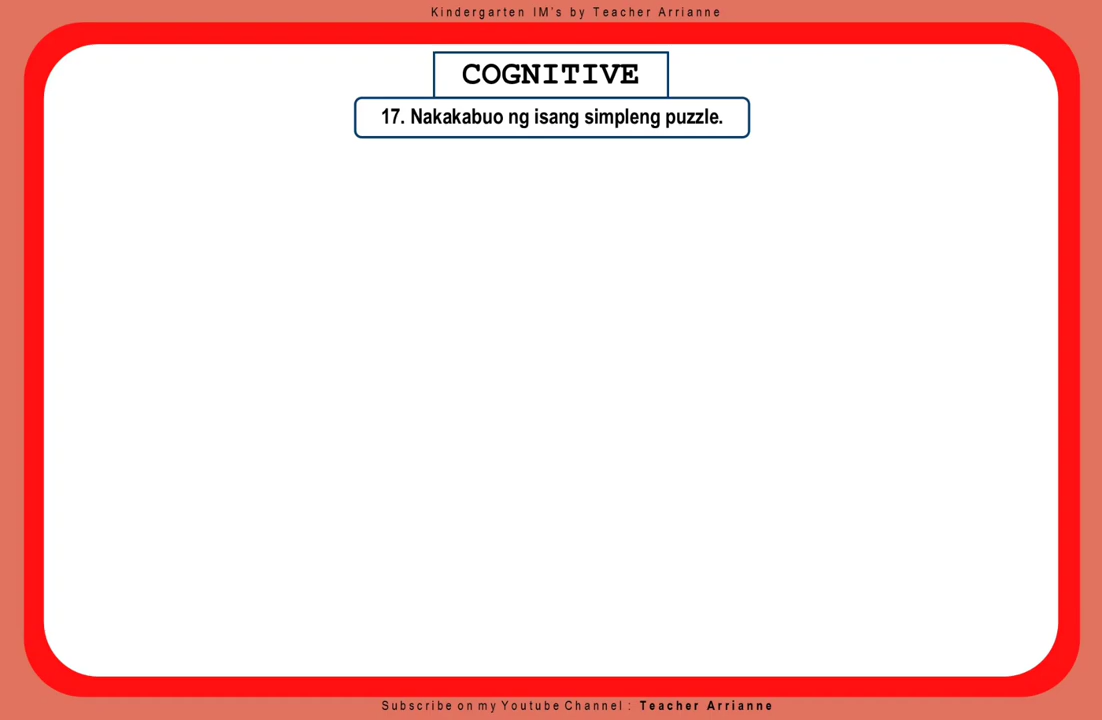 Kindergarten IM's by Teacher Arrianne
COGNITIVE
17. Nakakabuo ng isang simpleng puzzle.
Subscribe on my Youtube Channel : Teacher Arrianne